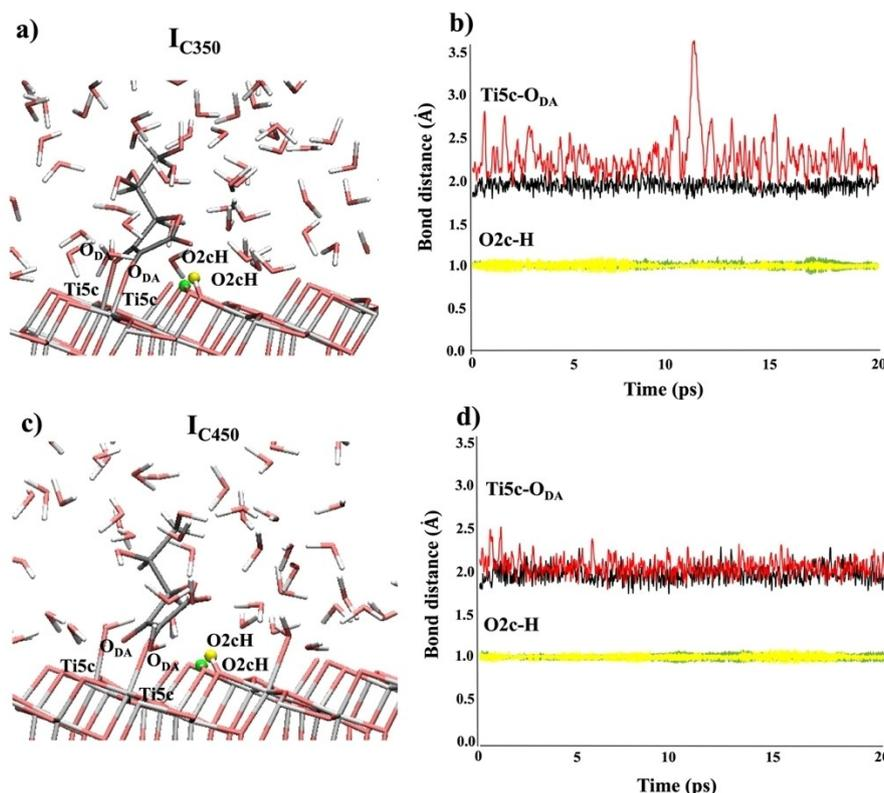 a)
I_C350
O_DA
O_DA
O2cH
O2cH
Ti5c
Ti5c
b)
3.5
3.0
2.5
2.0
1.5
1.0
0.5
0.0
Bond distance (Å)
Ti5c-O_DA
O2c-H
0
5
10
15
20
Time (ps)
c)
I_C450
O_DA
O_DA
O2cH
O2cH
Ti5c
Ti5c
d)
3.5
3.0
2.5
2.0
1.5
1.0
0.5
0.0
Bond distance (Å)
Ti5c-O_DA
O2c-H
0
5
10
15
20
Time (ps)